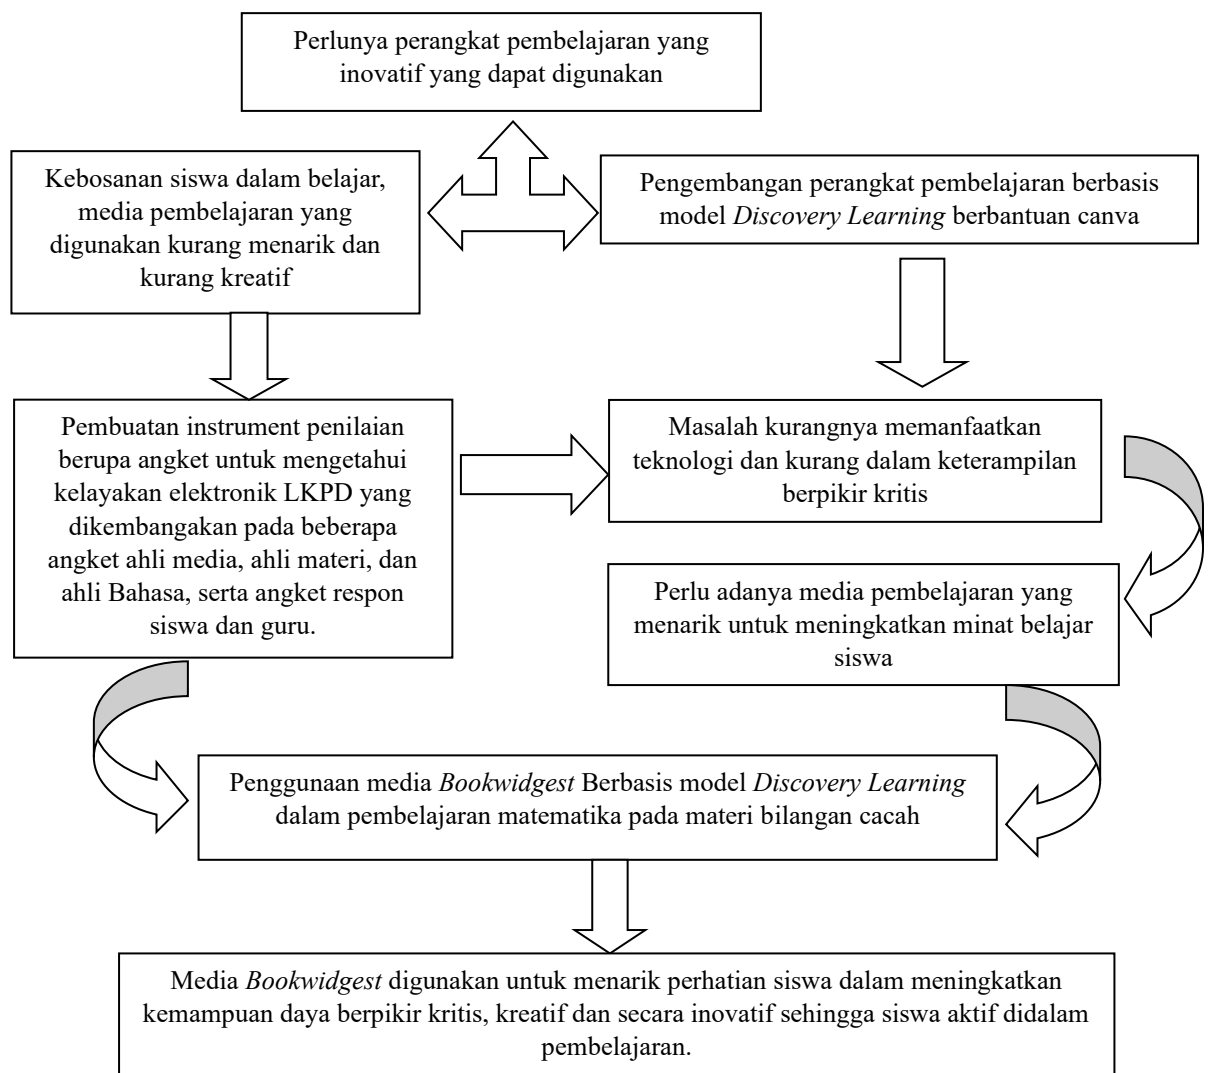 Perlunya perangkat pembelajaran yang
inovatif yang dapat digunakan
Kebosanan siswa dalam belajar,
media pembelajaran yang
digunakan kurang menarik dan
kurang kreatif
Pengembangan perangkat pembelajaran berbasis
model Discovery Learning berbantuan canva
Pembuatan instrument penilaian
berupa angket untuk mengetahui
kelayakan elektronik LKPD yang
dikembangakan pada beberapa
angket ahli media, ahli materi, dan
ahli Bahasa, serta angket respon
siswa dan guru.
Masalah kurangnya memanfaatkan
teknologi dan kurang dalam keterampilan
berpikir kritis
Perlu adanya media pembelajaran yang
menarik untuk meningkatkan minat belajar
siswa
Penggunaan media Bookwidgest Berbasis model Discovery Learning
dalam pembelajaran matematika pada materi bilangan cacah
Media Bookwidgest digunakan untuk menarik perhatian siswa dalam meningkatkan
kemampuan daya berpikir kritis, kreatif dan secara inovatif sehingga siswa aktif didalam
pembelajaran.